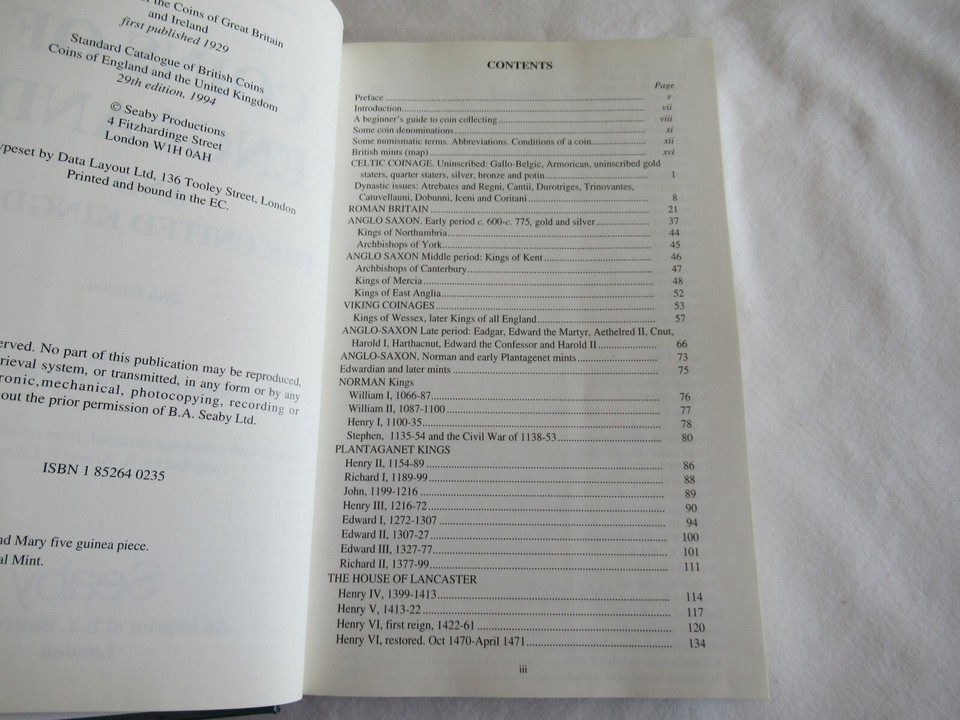 the Coins of Great Britain
and Ireland
first published 1929
Standard Catalogue of British Coins
Coins of England and the United Kingdom
29th edition, 1994
© Seaby Productions
4 Fitzhardinge Street
London W1H 0AH
ypeset by Data Layout Ltd, 136 Tooley Street, London
Printed and bound in the EC.
erved. No part of this publication may be reproduced,
rieval system, or transmitted, in any form or by any
ronic, mechanical, photocopying, recording or
out the prior permission of B.A. Seaby Ltd.
ISBN 1 85264 0235
nd Mary five guinea piece.
al Mint.
CONTENTS
Page
Preface ... v
Introduction ... vii
A beginner's guide to coin collecting ... viii
Some coin denominations ... xi
Some numismatic terms. Abbreviations. Conditions of a coin ... xii
British mints (map) ... xvi
CELTIC COINAGE. Uninscribed: Gallo-Belgic, Armorican, uninscribed gold
staters, quarter staters, silver, bronze and potin ... 1
Dynastic issues: Atrebates and Regni, Cantii, Durotriges, Trinovantes,
Catuvellauni, Dobunni, Iceni and Coritani ... 8
ROMAN BRITAIN ... 21
ANGLO SAXON. Early period c. 600-c. 775, gold and silver ... 37
Kings of Northumbria ... 44
Archbishops of York ... 45
ANGLO SAXON Middle period: Kings of Kent ... 46
Archbishops of Canterbury ... 47
Kings of Mercia ... 48
Kings of East Anglia ... 52
VIKING COINAGES ... 53
Kings of Wessex, later Kings of all England ... 57
ANGLO-SAXON Late period: Eadgar, Edward the Martyr, Aethelred II, Cnut,
Harold I, Harthacnut, Edward the Confessor and Harold II ... 66
ANGLO-SAXON, Norman and early Plantagenet mints ... 73
Edwardian and later mints ... 75
NORMAN Kings
William I, 1066-87 ... 76
William II, 1087-1100 ... 77
Henry I, 1100-35 ... 78
Stephen, 1135-54 and the Civil War of 1138-53 ... 80
PLANTAGANET KINGS
Henry II, 1154-89 ... 86
Richard I, 1189-99 ... 88
John, 1199-1216 ... 89
Henry III, 1216-72 ... 90
Edward I, 1272-1307 ... 94
Edward II, 1307-27 ... 100
Edward III, 1327-77 ... 101
Richard II, 1377-99 ... 111
THE HOUSE OF LANCASTER
Henry IV, 1399-1413 ... 114
Henry V, 1413-22 ... 117
Henry VI, first reign, 1422-61 ... 120
Henry VI, restored. Oct 1470-April 1471 ... 134
iii